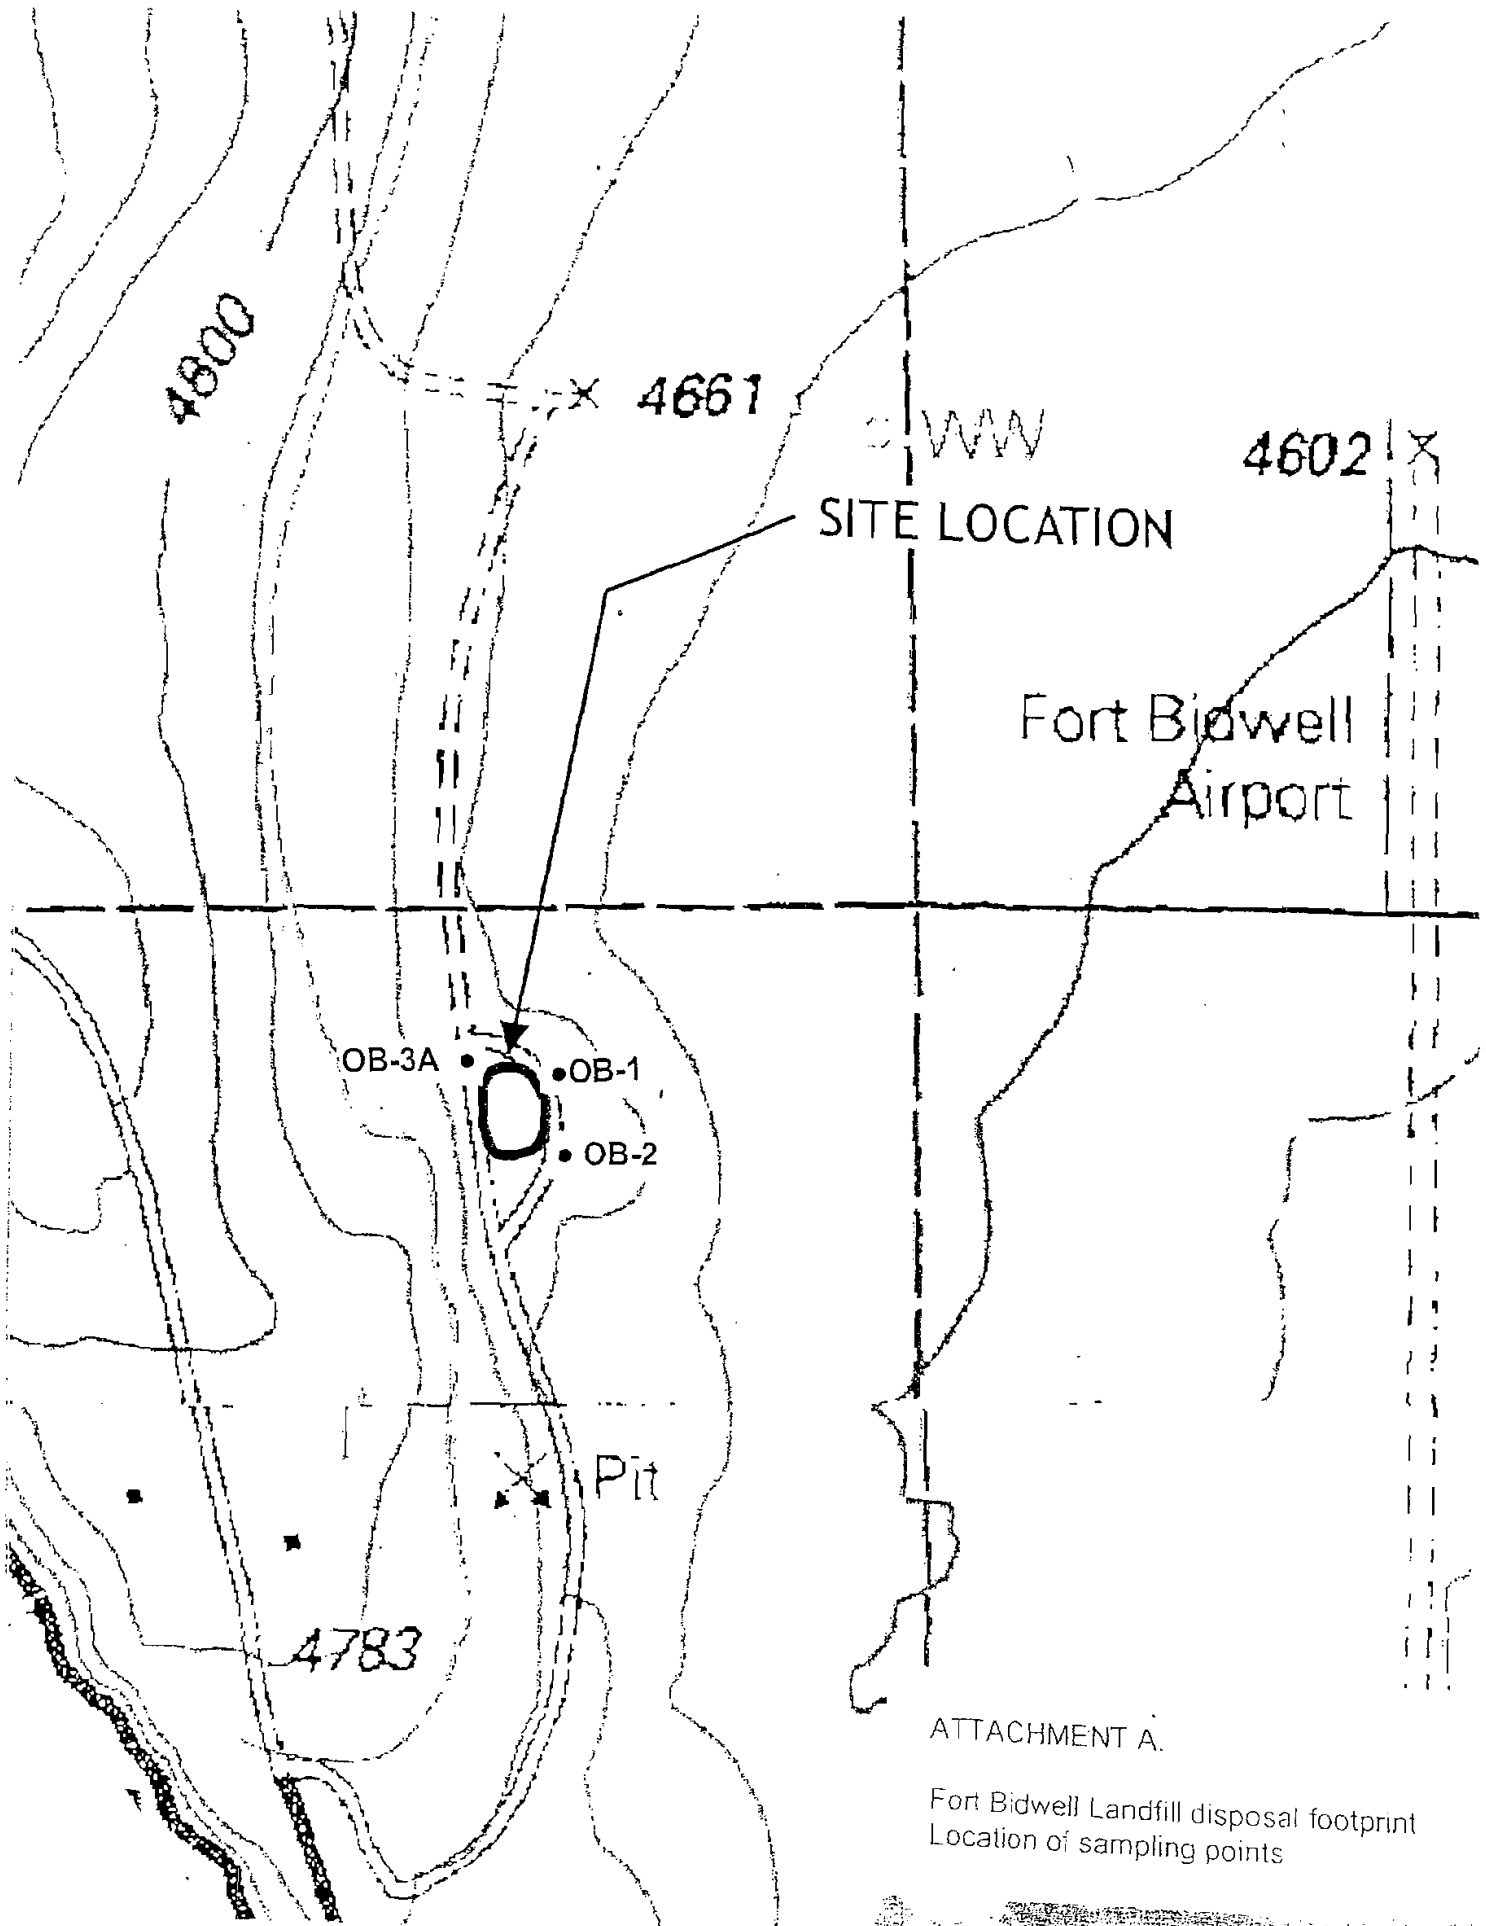 4800
4661
WW
4602
SITE LOCATION
Fort Bidwell
Airport
OB-3A
OB-1
OB-2
Pit
4783
ATTACHMENT A.
Fort Bidwell Landfill disposal footprint
Location of sampling points